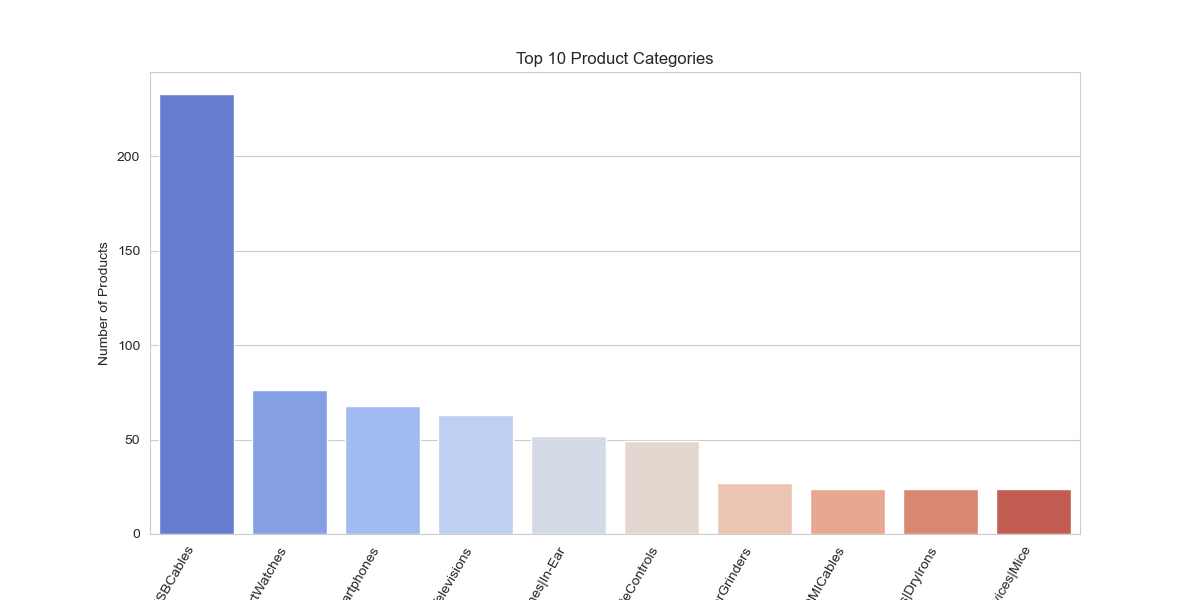 Top 10 Product Categories
Number of Products
200
150
100
50
0
SBCables
rtWatches
artphones
elevisions
nes|In-Ear
eControls
rGrinders
MICables
s|DryIrons
vices|Mice